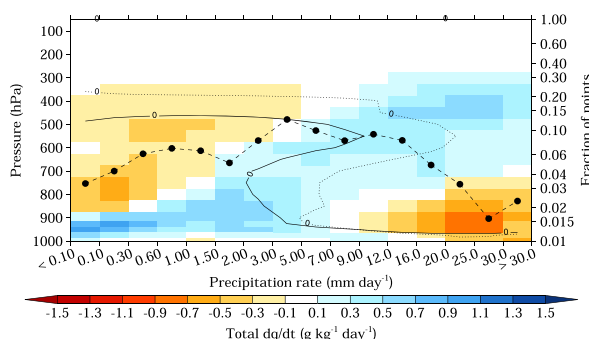 0 0
100 200 300 400 500 600 700 800 900 1000
Pressure (hPa)
0 0 0 0 0 0
1.00 0.60 0.40 0.30 0.20 0.15 0.10 0.06 0.04 0.03 0.02 0.015 0.01
Fraction of points
< 0.10 0.10 0.30 0.60 1.00 1.50 2.00 3.00 5.00 7.00 9.00 12.0 16.0 20.0 25.0 30.0 > 30.0
Precipitation rate (mm day-1)
-1.5 -1.3 -1.1 -0.9 -0.7 -0.5 -0.3 -0.1 0.1 0.3 0.5 0.7 0.9 1.1 1.3 1.5
Total dq/dt (g kg-1 day-1)